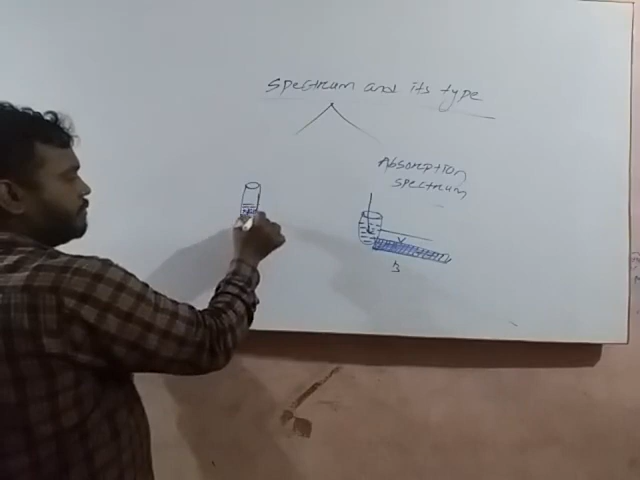 Spectrum and its type
Absorption
spectrum